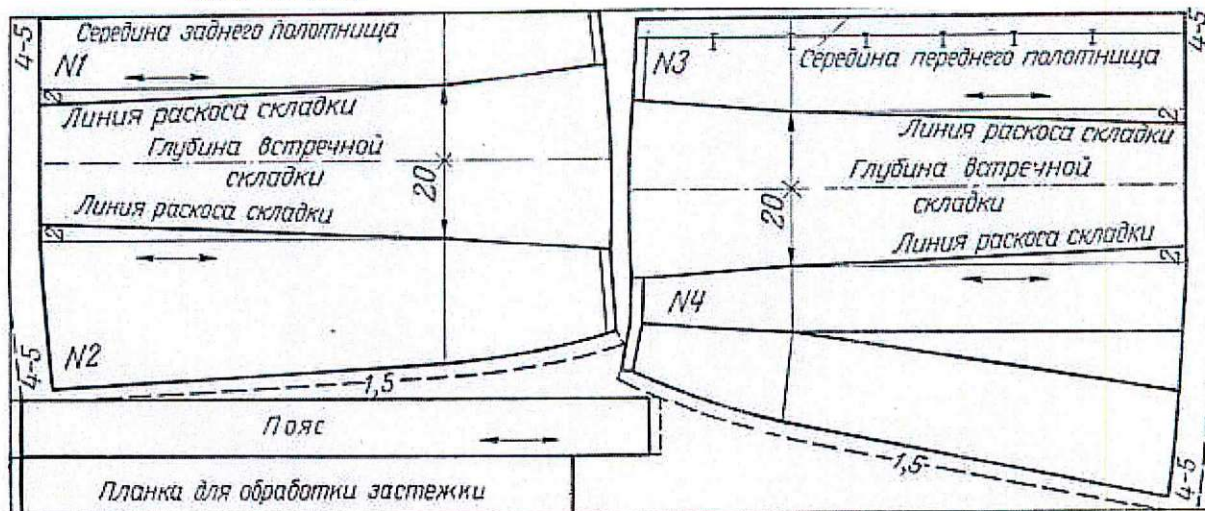 4-5
Середина заднего полотнища
N1
2
Линия раскоса складки
Глубина встречной
складки
20
Линия раскоса складки
2
N2
4-5
1,5
Пояс
Планка для обработки застежки
4-5
N3
Середина переднего полотнища
2
Линия раскоса складки
Глубина встречной
складки
20
Линия раскоса складки
2
N4
1,5
4-5